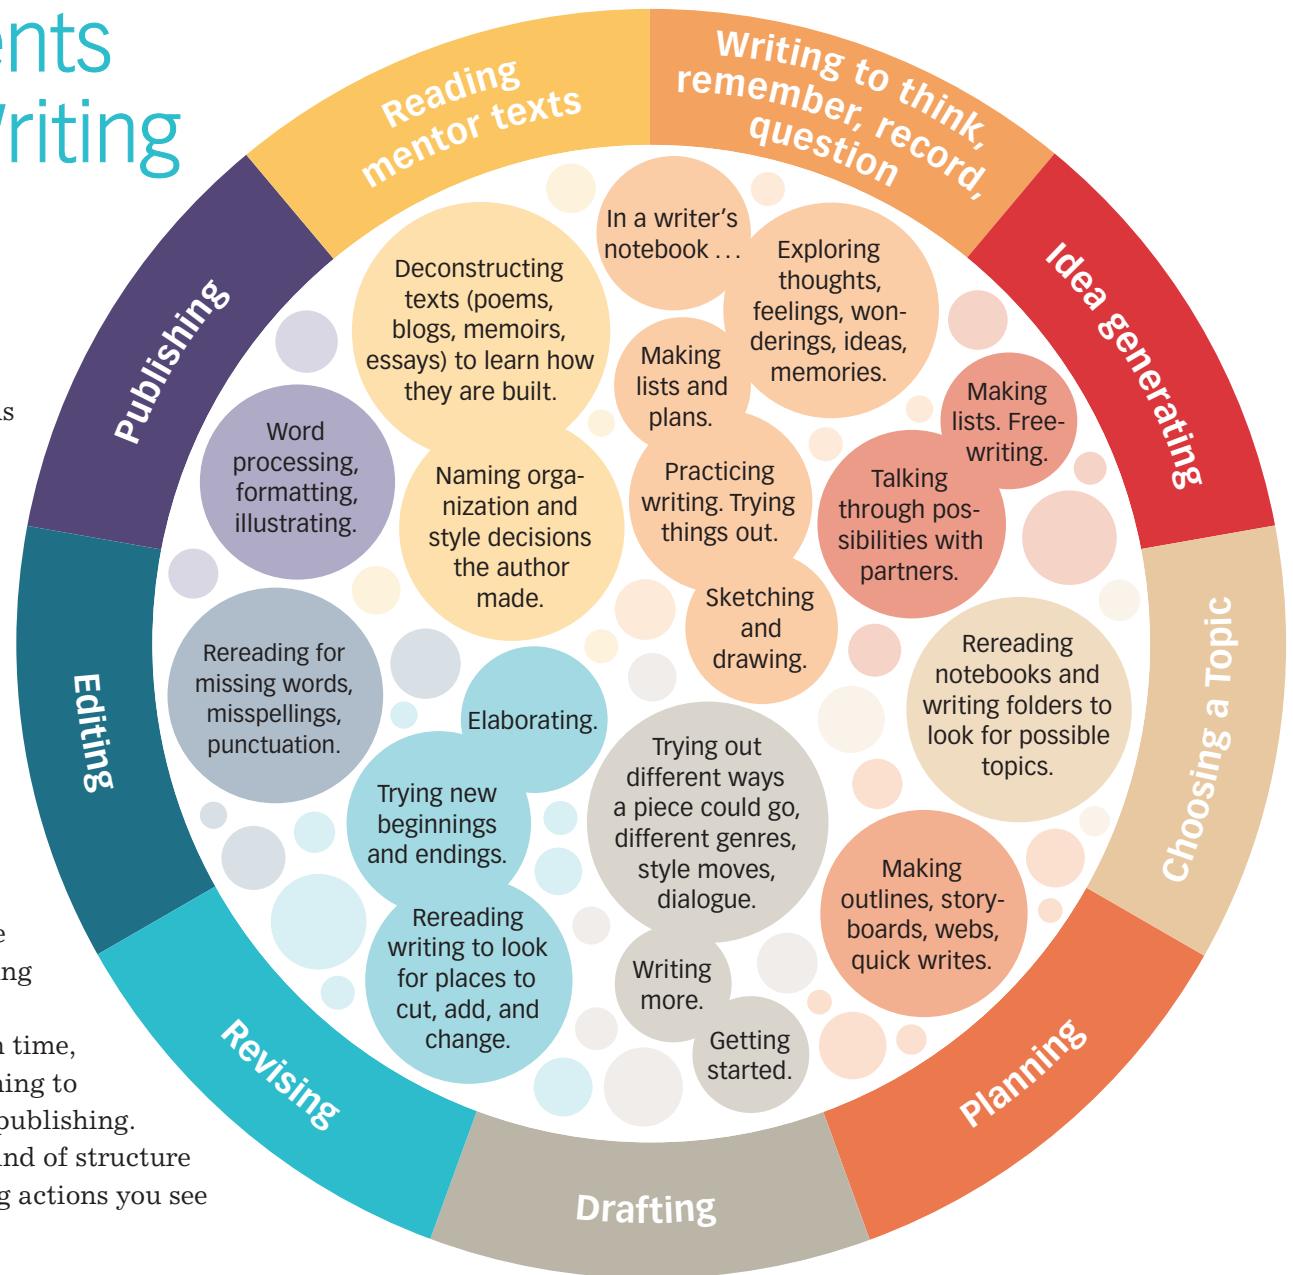 ents
Writing
Reading
mentor texts
Writing to think,
remember, record,
question
Idea generating
Choosing a Topic
Planning
Drafting
Revising
Editing
Publishing
Deconstructing
texts (poems,
blogs, memoirs,
essays) to learn how
they are built.
Naming orga-
nization and
style decisions
the author
made.
In a writer’s
notebook . . .
Exploring
thoughts,
feelings, won-
derings, ideas,
memories.
Making
lists and
plans.
Practicing
writing. Trying
things out.
Sketching
and
drawing.
Making
lists. Free-
writing.
Talking
through pos-
sibilities with
partners.
Rereading
notebooks and
writing folders to
look for possible
topics.
Making
outlines, story-
boards, webs,
quick writes.
Trying out
different ways
a piece could go,
different genres,
style moves,
dialogue.
Writing
more.
Getting
started.
Elaborating.
Trying new
beginnings
and endings.
Rereading
writing to look
for places to
cut, add, and
change.
Rereading for
missing words,
misspellings,
punctuation.
Word
processing,
formatting,
illustrating.
s
e
ng
n time,
ning to
publishing.
nd of structure
g actions you see